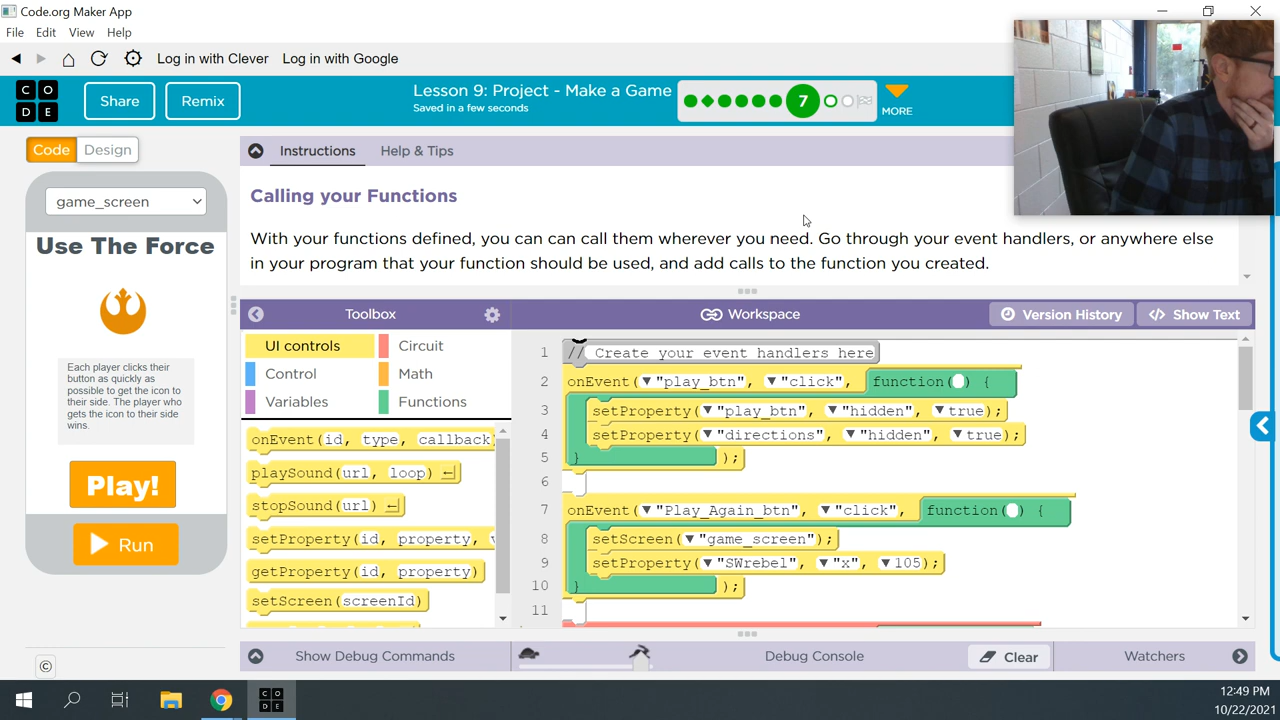 Code.org Maker App
File Edit View Help
Log in with Clever Log in with Google
C O D E
Share
Remix
Lesson 9: Project - Make a Game
Saved in a few seconds
7
MORE
Code Design
Instructions Help & Tips
game_screen
Use The Force
Each player clicks their
button as quickly as
possible to get the icon to
their side. The player who
gets the icon to their side
wins.
Play!
Run
©
Calling your Functions
With your functions defined, you can can call them wherever you need. Go through your event handlers, or anywhere else
in your program that your function should be used, and add calls to the function you created.
Toolbox
Workspace
Version History
Show Text
UI controls Circuit
Control Math
Variables Functions
onEvent(id, type, callback)
playSound(url, loop)
stopSound(url)
setProperty(id, property, v
getProperty(id, property)
setScreen(screenId)
1 // Create your event handlers here
2 onEvent(▼"play_btn", ▼"click", function( ) {
3 setProperty(▼"play_btn", ▼"hidden", ▼true);
4 setProperty(▼"directions", ▼"hidden", ▼true);
5 } );
6
7 onEvent(▼"Play_Again_btn", ▼"click", function( ) {
8 setScreen(▼"game_screen");
9 setProperty(▼"SWrebel", ▼"x", ▼105);
10 } );
11
Show Debug Commands
Debug Console
Clear
Watchers
C O D E
12:49 PM
10/22/2021